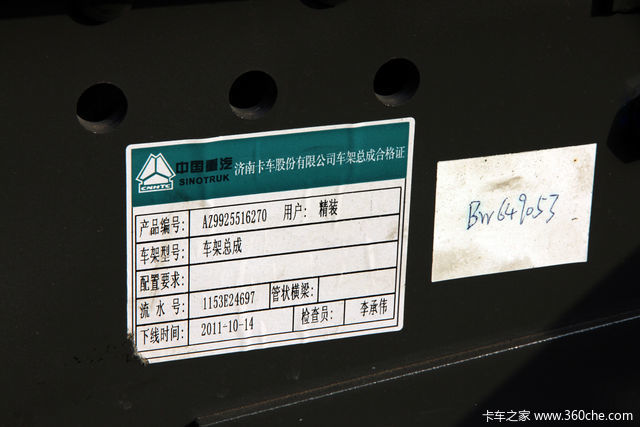 中国重汽 济南卡车股份有限公司车架总成合格证
SINOTRUK
CNHTC
产品编号: AZ9925516270 用户: 精装
车架型号: 车架总成
配置要求:
流水号: 1153E24697 管状横梁:
下线时间: 2011-10-14 检查员: 李承伟
BW649053
卡车之家 www.360che.com